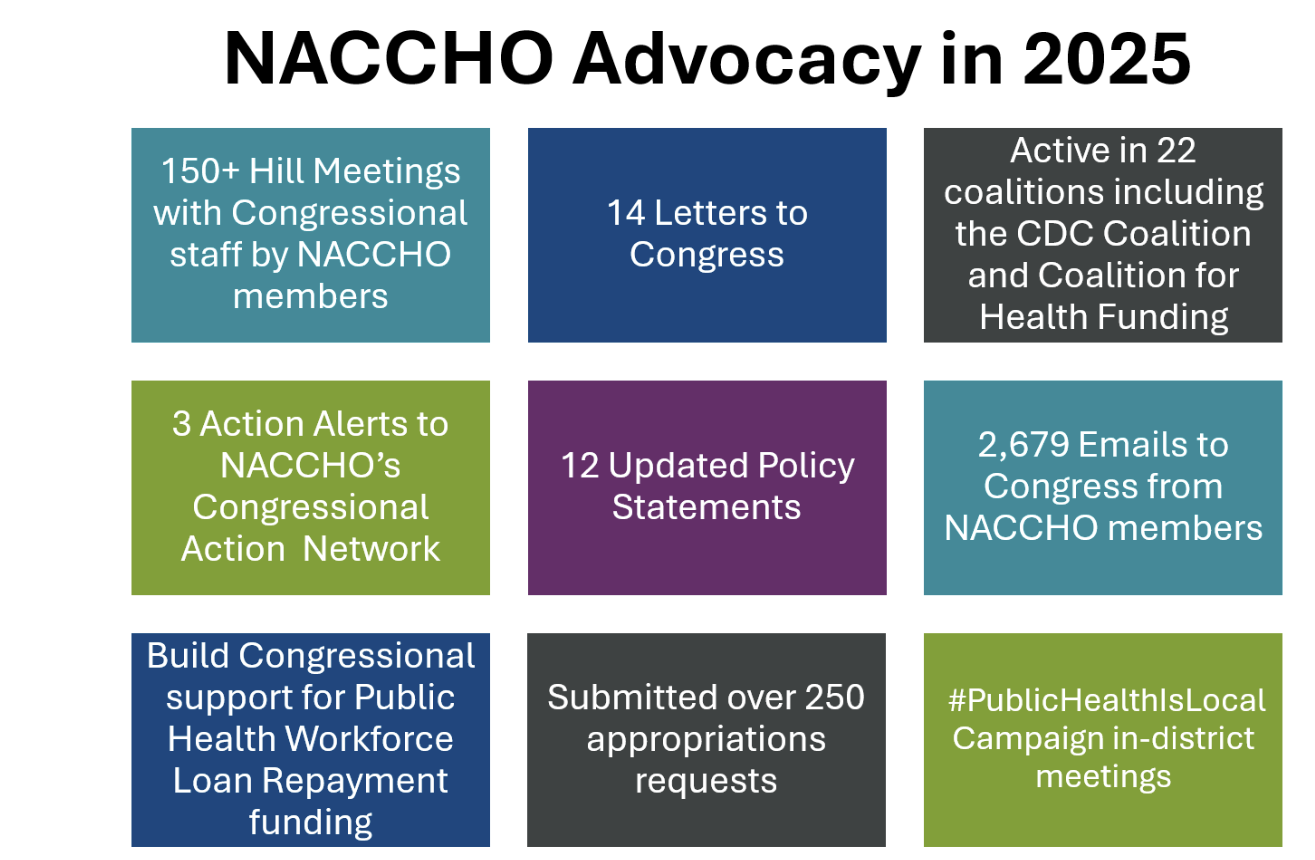 NACCHO Advocacy in 2025
150+ Hill Meetings
with Congressional
staff by NACCHO
members
14 Letters to
Congress
Active in 22
coalitions including
the CDC Coalition
and Coalition for
Health Funding
3 Action Alerts to
NACCHO’s
Congressional
Action  Network
12 Updated Policy
Statements
2,679 Emails to
Congress from
NACCHO members
Build Congressional
support for Public
Health Workforce
Loan Repayment
funding
Submitted over 250
appropriations
requests
#PublicHealthIsLocal
Campaign in-district
meetings